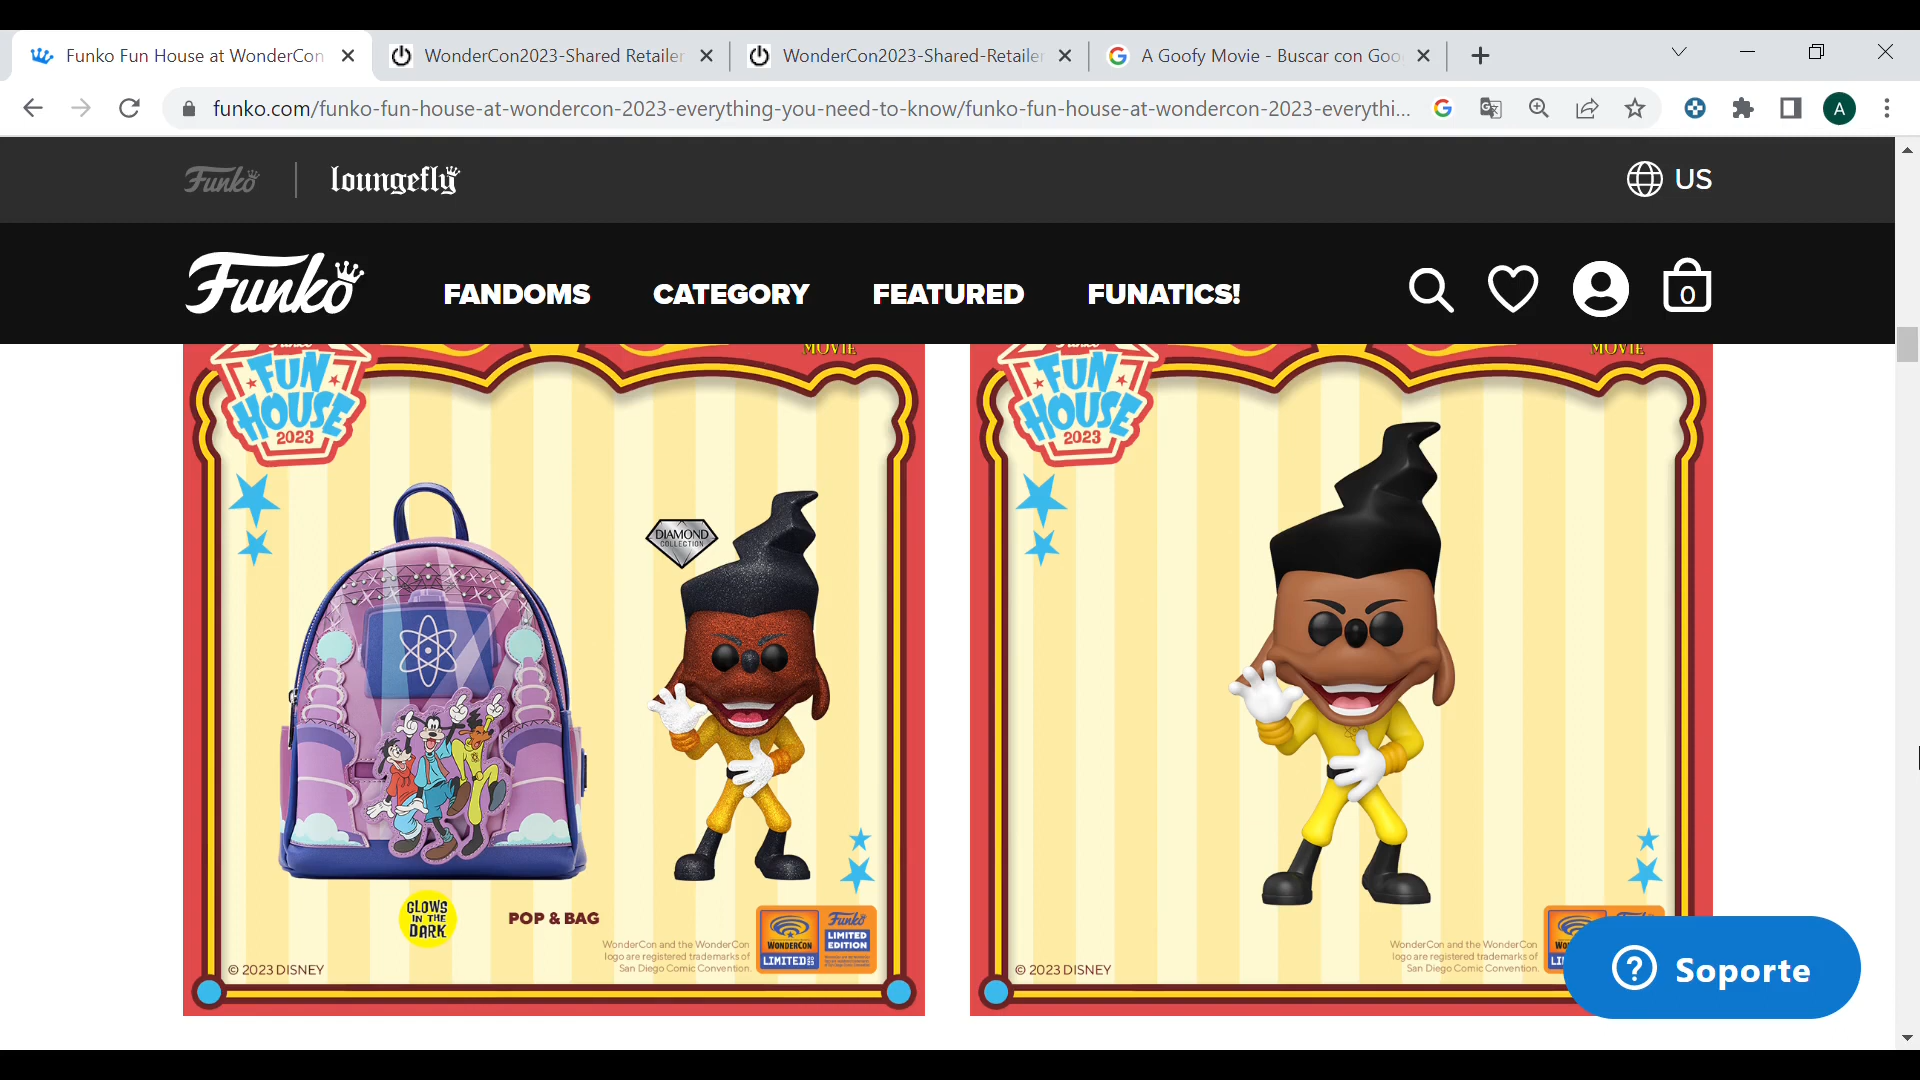 Funko Fun House at WonderCon
WonderCon2023-Shared Retailer
WonderCon2023-Shared-Retailer
A Goofy Movie - Buscar con Goo
funko.com/funko-fun-house-at-wondercon-2023-everything-you-need-to-know/funko-fun-house-at-wondercon-2023-everythi...
A
Funko
loungefly
US
Funko
FANDOMS
CATEGORY
FEATURED
FUNATICS!
0
MOVIE
FUN
HOUSE
2023
DIAMOND
COLLECTION
GLOWS
IN THE
DARK
POP & BAG
WonderCon and the WonderCon
logo are registered trademarks of
San Diego Comic Convention.
WONDERCON
LIMITED
Funko
LIMITED
EDITION
© 2023 DISNEY
MOVIE
FUN
HOUSE
2023
WonderCon and the WonderCon
logo are registered trademarks of
San Diego Comic Convention.
© 2023 DISNEY
Soporte